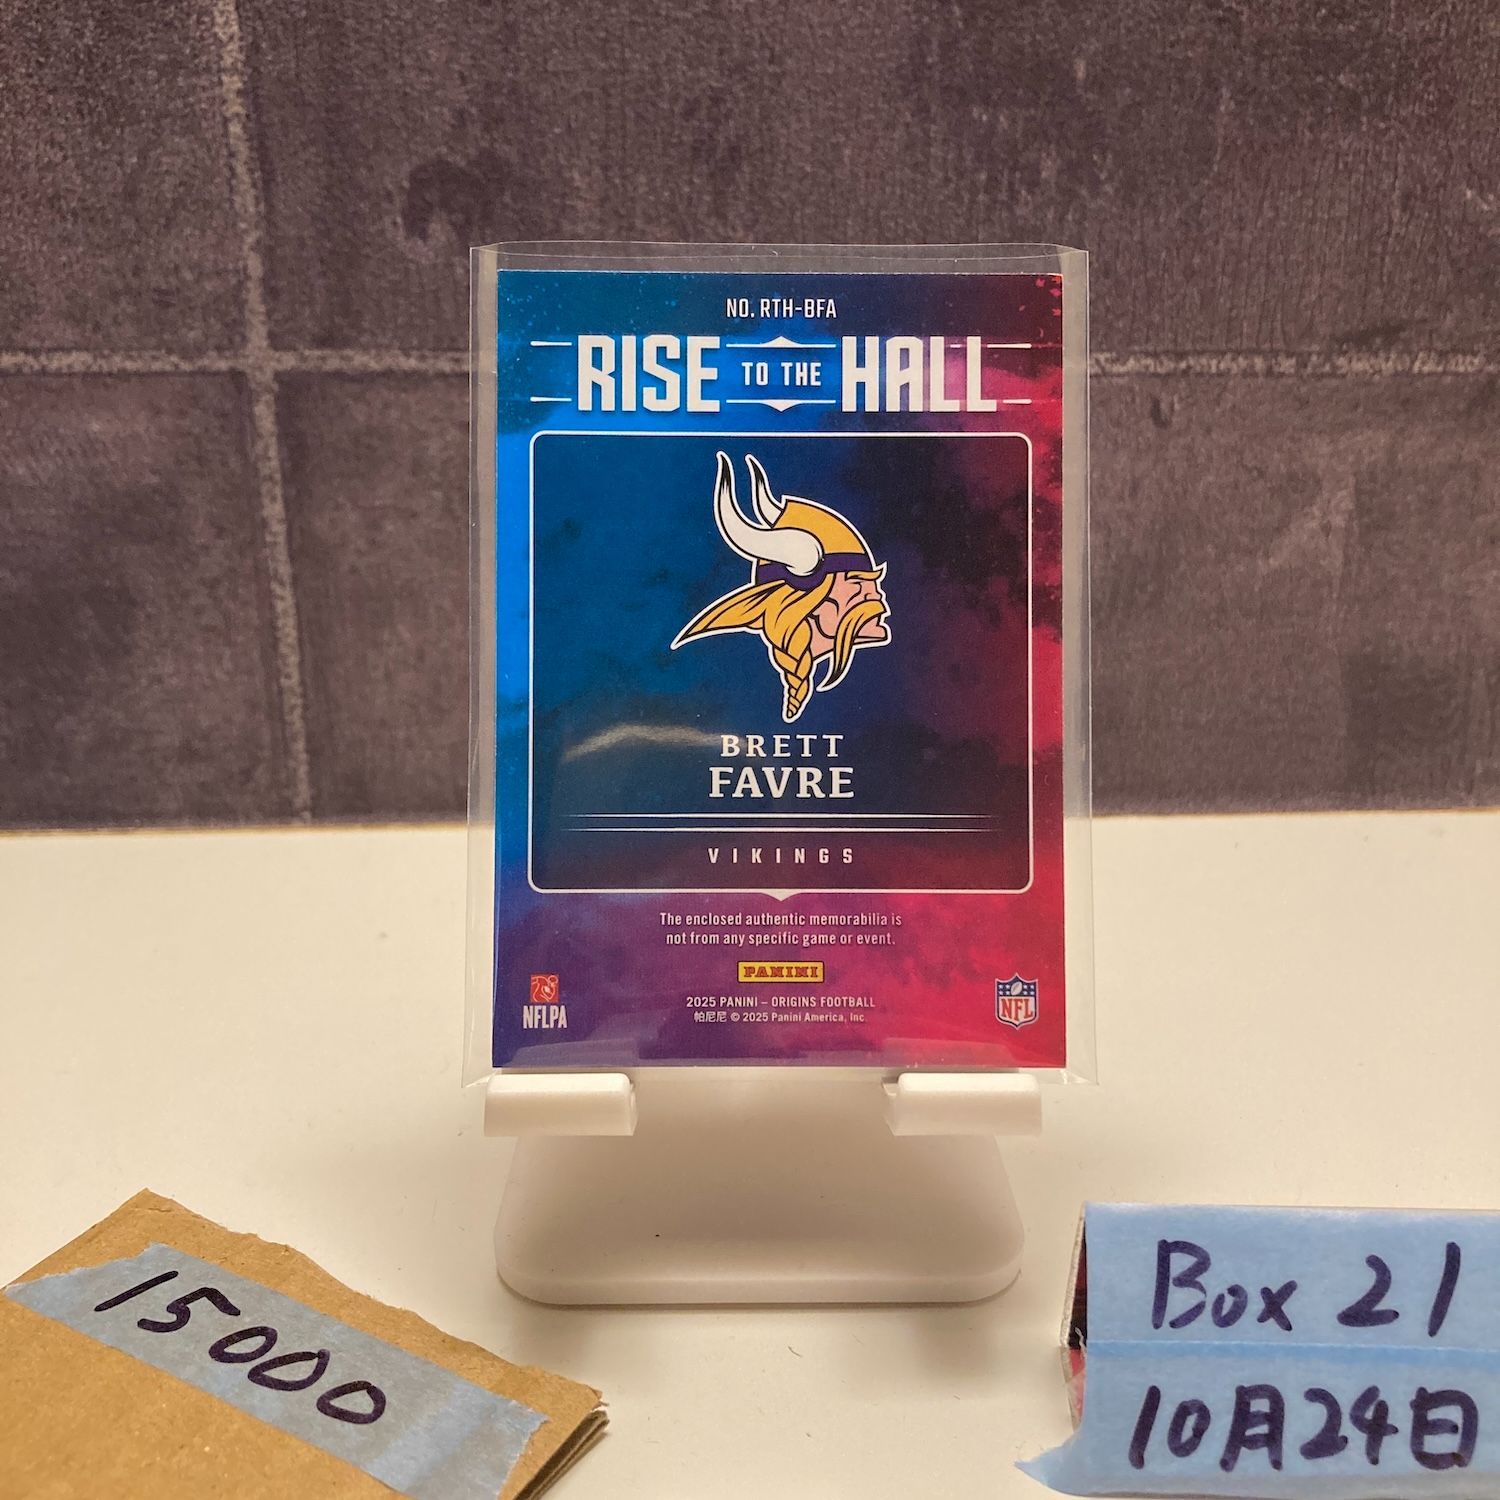 NO. RTH-BFA
RISE TO THE HALL
BRETT
FAVRE
VIKINGS
The enclosed authentic memorabilia is
not from any specific game or event.
PANINI
2025 PANINI – ORIGINS FOOTBALL
帕尼尼 © 2025 Panini America, Inc.
NFLPA
NFL
15000
Box 21
10月24日